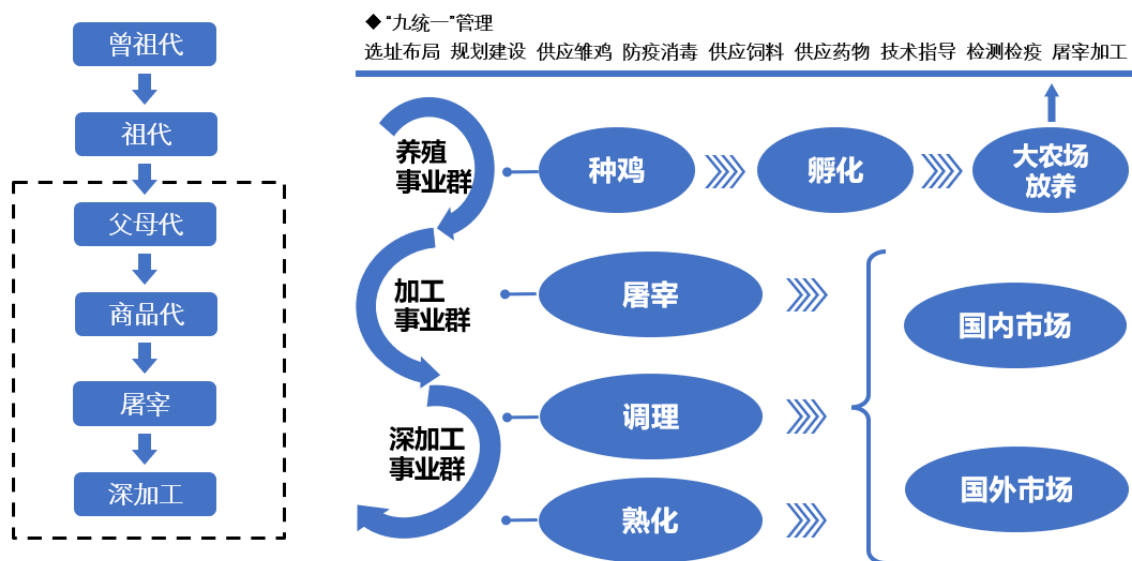 曾祖代
祖代
父母代
商品代
屠宰
深加工
◆“九统一”管理
选址布局 规划建设 供应雏鸡 防疫消毒 供应饲料 供应药物 技术指导 检测检疫 屠宰加工
养殖
事业群
种鸡
孵化
大农场
放养
加工
事业群
屠宰
国内市场
深加工
事业群
调理
熟化
国外市场